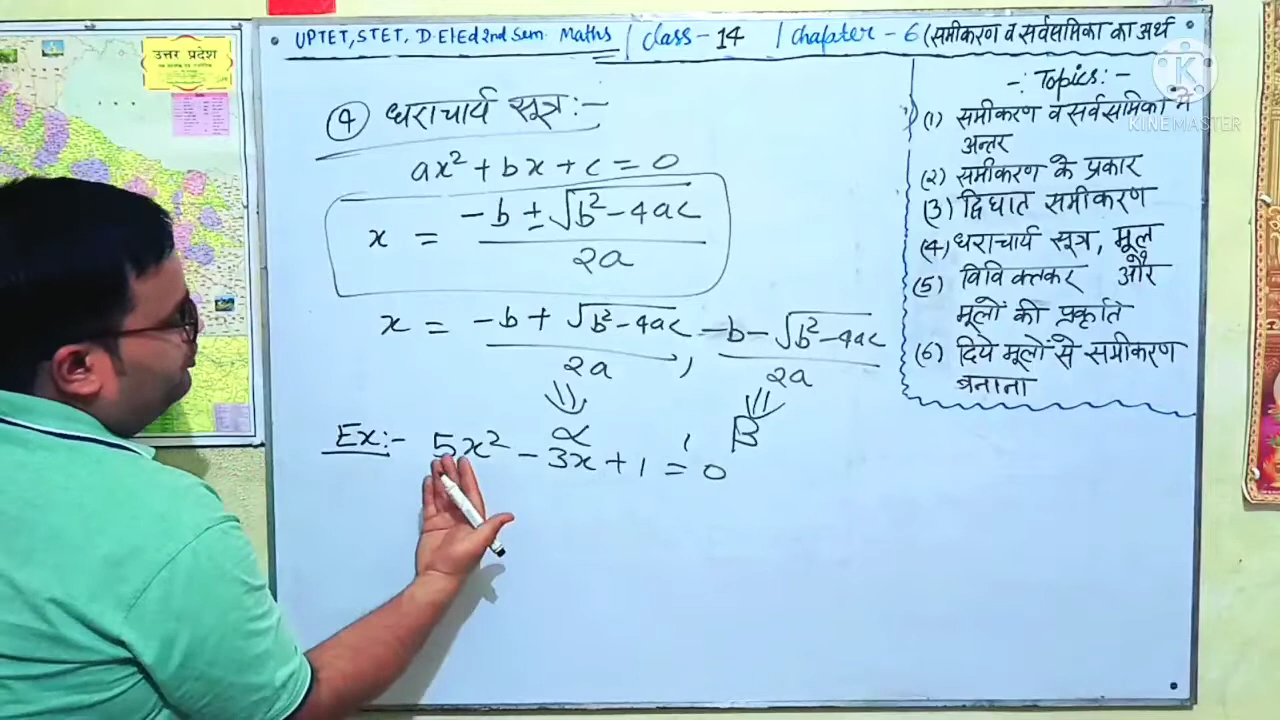 UPTET, STET, D.ElEd 2nd Sem. Maths / Class - 14 / Chapter - 6 (समीकरण व सर्वसमिका का अर्थ
उत्तर प्रदेश
(4) धराचार्य सूत्र:-
ax² + bx + c = 0
x = (-b ± √(b² - 4ac)) / 2a
x = (-b + √(b² - 4ac)) / 2a , (-b - √(b² - 4ac)) / 2a
α , β
Ex:- 5x² - 3x + 1 = 0
-: Topics: -
(1) समीकरण व सर्वसमिका में
अन्तर
(2) समीकरण के प्रकार
(3) द्विघात समीकरण
(4) धराचार्य सूत्र, मूल
(5) विविक्तकर और
मूलों की प्रकृति
(6) दिये मूलों से समीकरण
बनाना
K
KINEMASTER